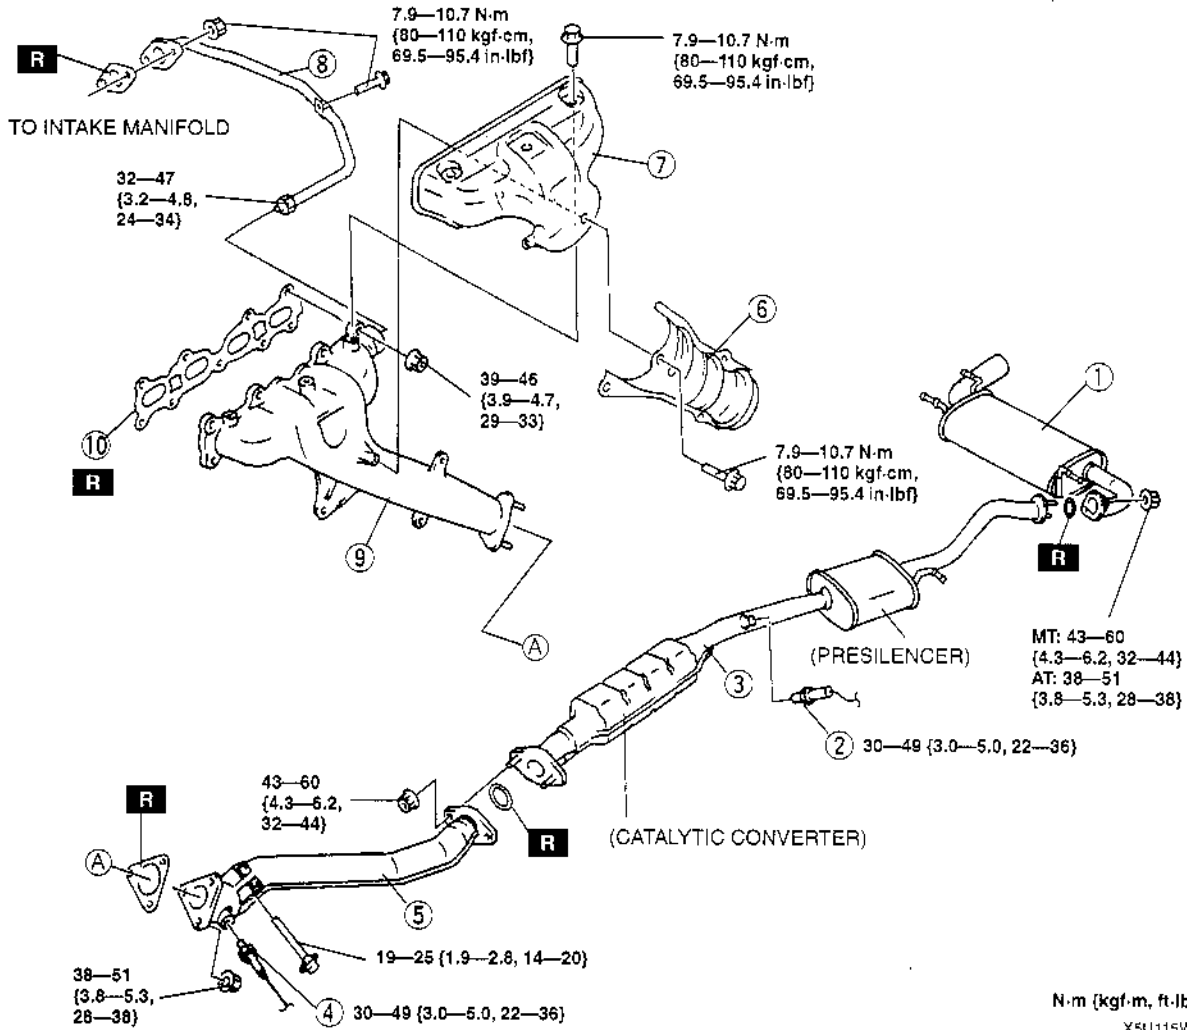 7.9—10.7 N·m
{80—110 kgf·cm,
69.5—95.4 in·lbf}
7.9—10.7 N·m
{80—110 kgf·cm,
69.5—95.4 in·lbf}
R
8
TO INTAKE MANIFOLD
7
32—47
{3.2—4.8,
24—34}
6
39—46
{3.9—4.7,
29—33}
1
10
R
7.9—10.7 N·m
{80—110 kgf·cm,
69.5—95.4 in·lbf}
9
R
A
(PRESILENCER)
MT: 43—60
{4.3—6.2, 32—44}
AT: 38—51
{3.8—5.3, 28—38}
3
2
30—49 {3.0—5.0, 22—36}
43—60
{4.3—6.2,
32—44}
R
R
(CATALYTIC CONVERTER)
A
5
19—25 {1.9—2.8, 14—20}
38—51
{3.8—5.3,
28—38}
4
30—49 {3.0—5.0, 22—36}
N·m {kgf·m, ft·lb